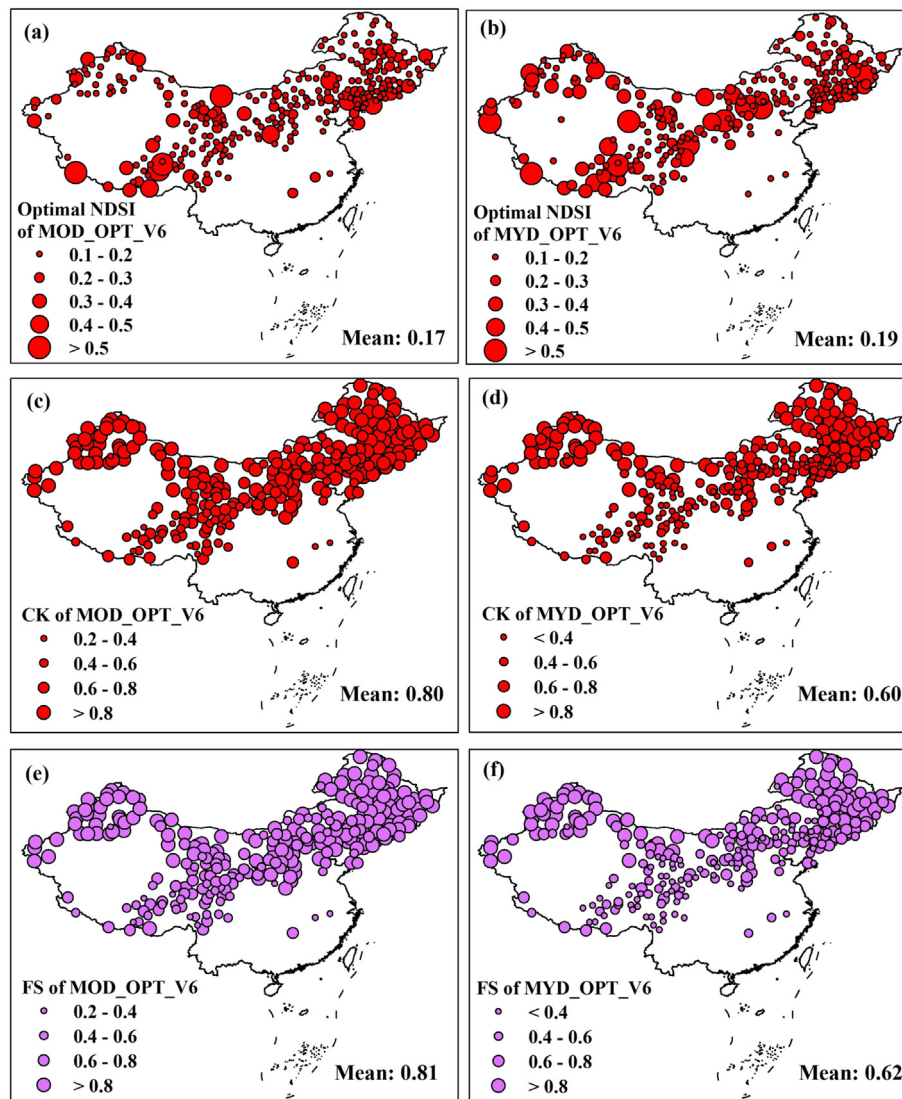 (a)
Optimal NDSI
of MOD_OPT_V6
0.1 - 0.2
0.2 - 0.3
0.3 - 0.4
0.4 - 0.5
> 0.5
Mean: 0.17
(b)
Optimal NDSI
of MYD_OPT_V6
0.1 - 0.2
0.2 - 0.3
0.3 - 0.4
0.4 - 0.5
> 0.5
Mean: 0.19
(c)
CK of MOD_OPT_V6
0.2 - 0.4
0.4 - 0.6
0.6 - 0.8
> 0.8
Mean: 0.80
(d)
CK of MYD_OPT_V6
< 0.4
0.4 - 0.6
0.6 - 0.8
> 0.8
Mean: 0.60
(e)
FS of MOD_OPT_V6
0.2 - 0.4
0.4 - 0.6
0.6 - 0.8
> 0.8
Mean: 0.81
(f)
FS of MYD_OPT_V6
< 0.4
0.4 - 0.6
0.6 - 0.8
> 0.8
Mean: 0.62